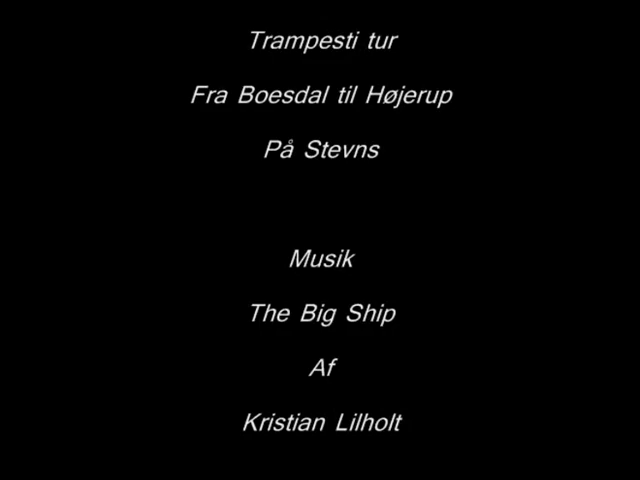 Trampesti tur
Fra Boesdal til Højerup
På Stevns
Musik
The Big Ship
Af
Kristian Lilholt